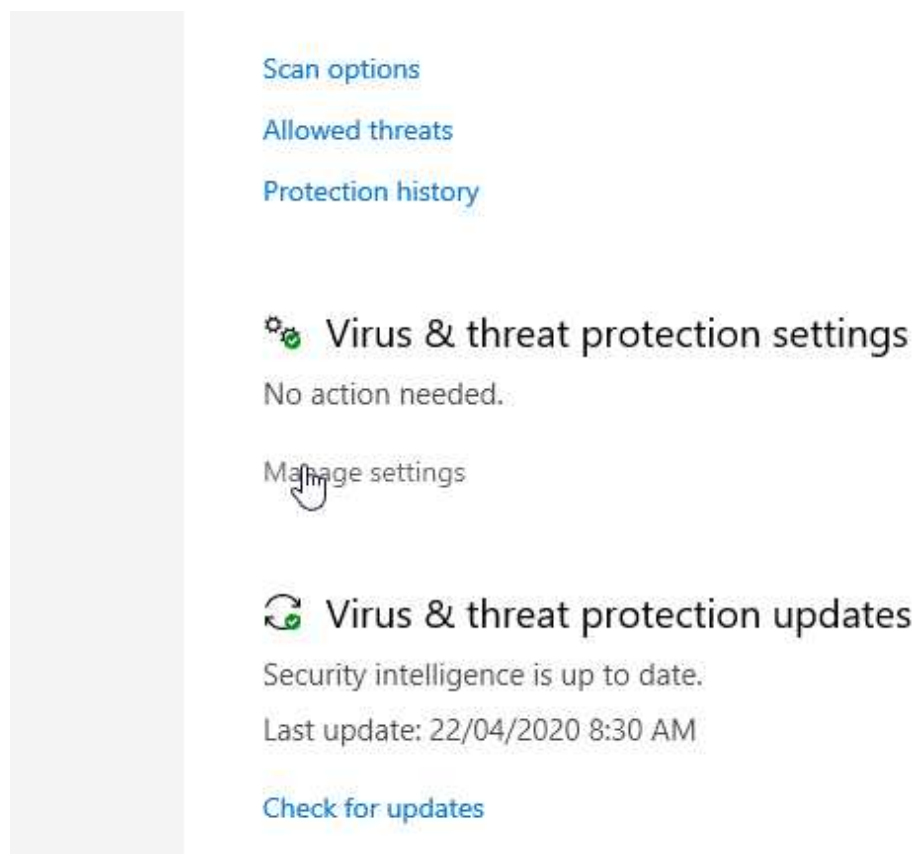 Scan options
Allowed threats
Protection history
Virus & threat protection settings
No action needed.
Manage settings
Virus & threat protection updates
Security intelligence is up to date.
Last update: 22/04/2020 8:30 AM
Check for updates